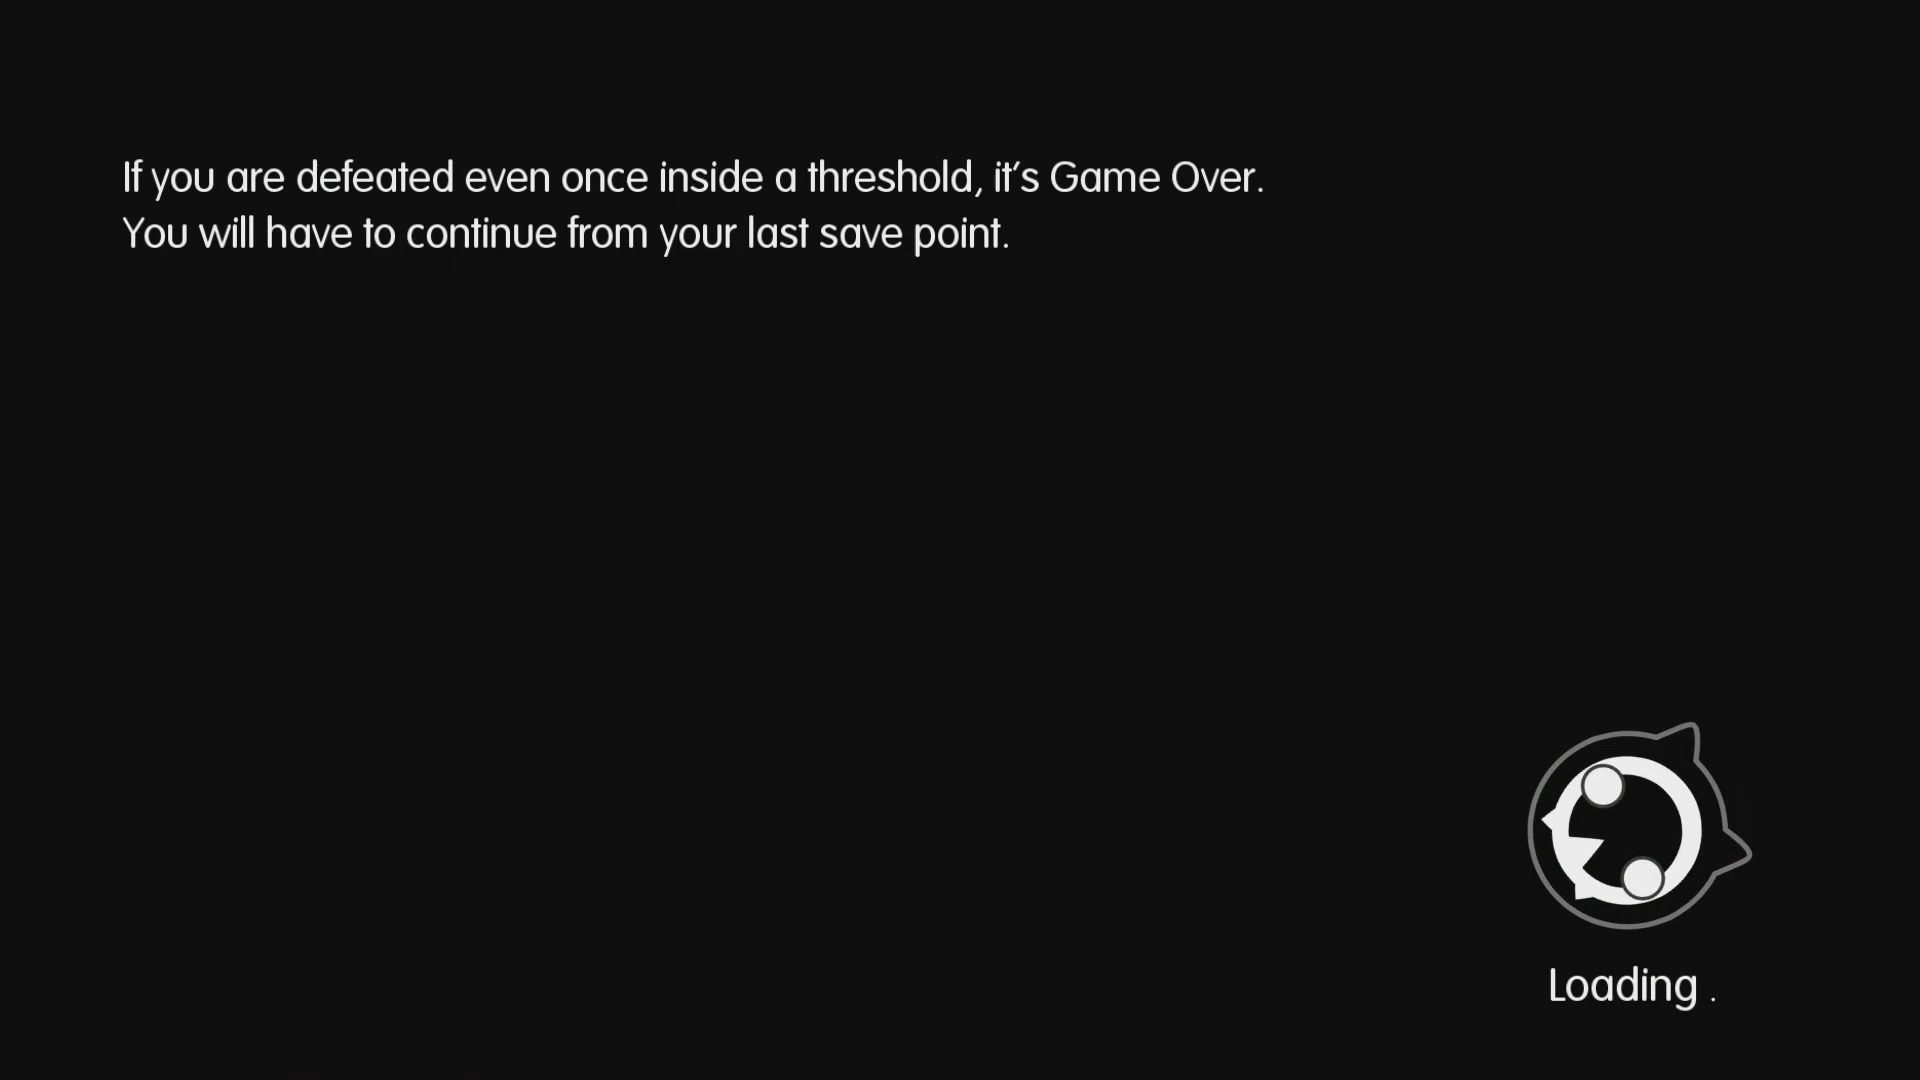 If you are defeated even once inside a threshold, it's Game Over.
You will have to continue from your last save point.
Loading .